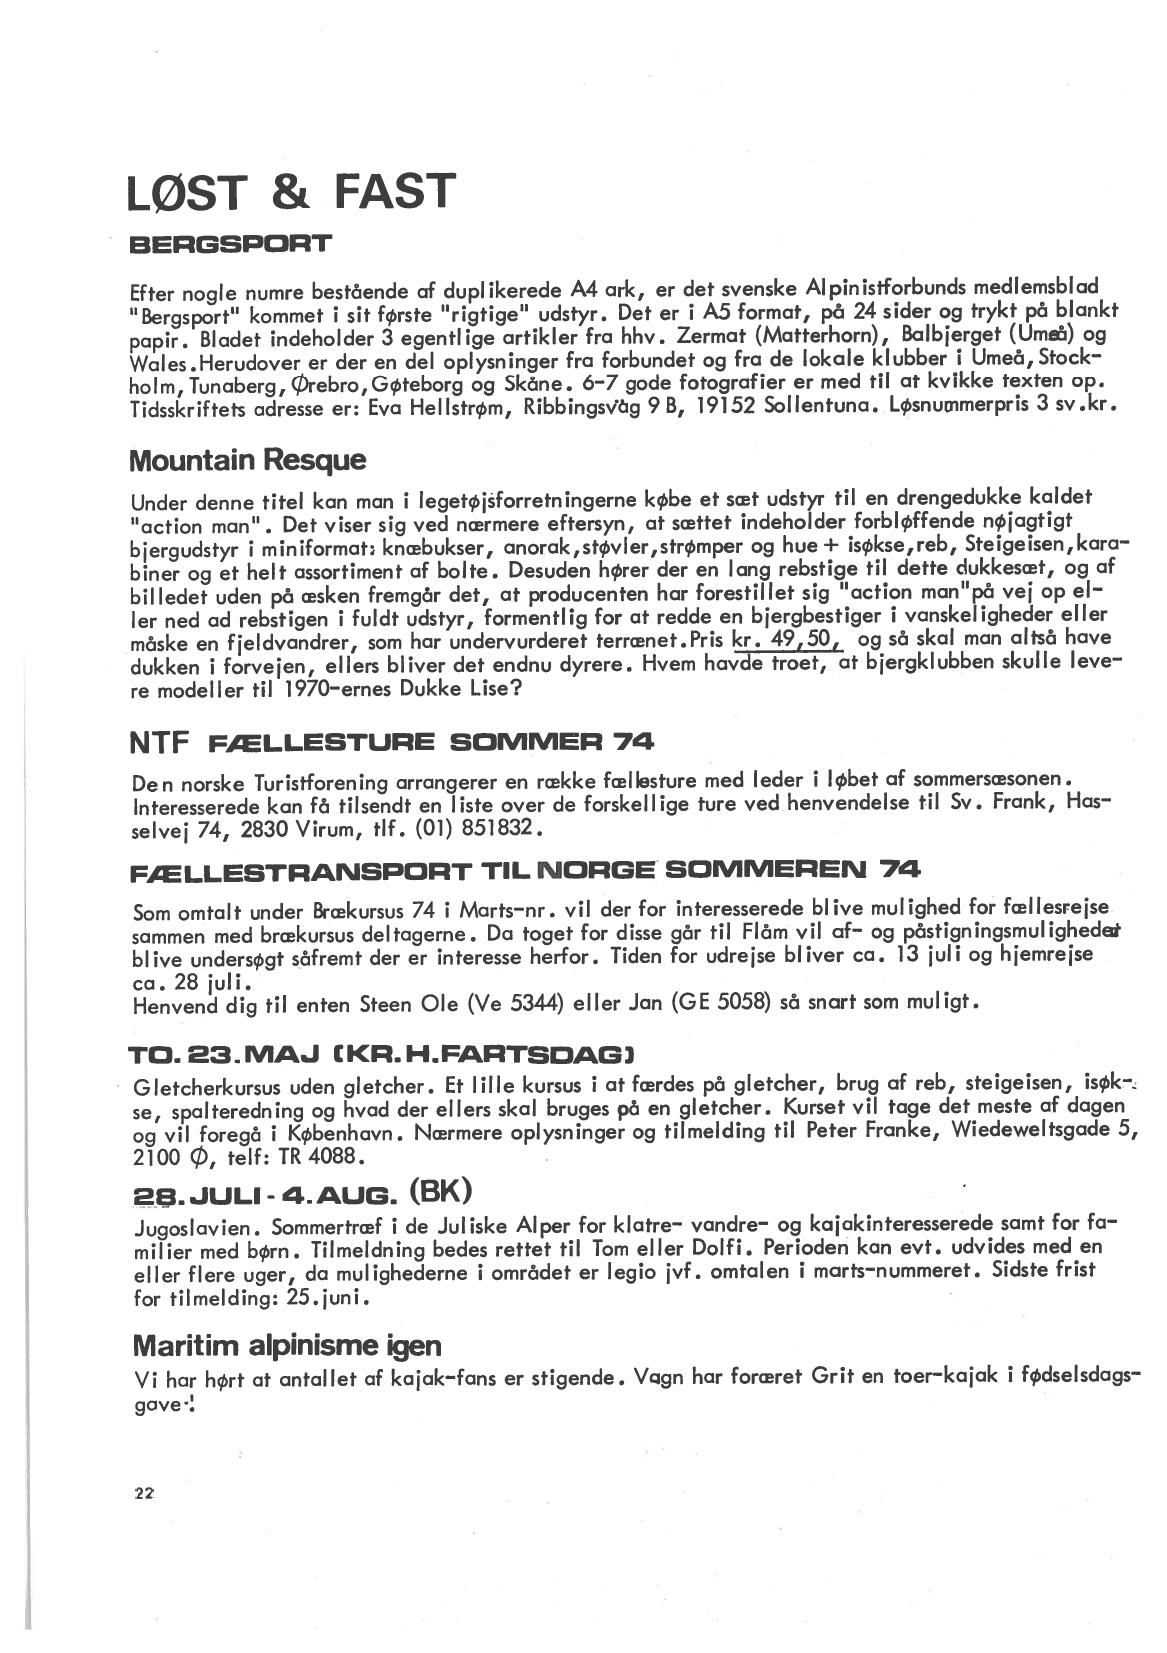 LØST & FAST
BERGSPORT
Efter nogle numre bestående af duplikerede A4 ark, er det svenske Alpinistforbunds medlemsblad
"Bergsport" kommet i sit første "rigtige" udstyr. Det er i A5 format, på 24 sider og trykt på blankt
papir. Bladet indeholder 3 egentlige artikler fra hhv. Zermat (Matterhorn), Balbjerget (Umeå) og
Wales.Herudover er der en del oplysninger fra forbundet og fra de lokale klubber i Umeå, Stock-
holm, Tunaberg, Ørebro, Gøteborg og Skåne. 6-7 gode fotografier er med til at kvikke texten op.
Tidsskriftets adresse er: Eva Hellstrøm, Ribbingsvåg 9 B, 19152 Sollentuna. Løsnummerpris 3 sv.kr.
Mountain Resque
Under denne titel kan man i legetøjsforretningerne købe et sæt udstyr til en drengedukke kaldet
"action man". Det viser sig ved nærmere eftersyn, at sættet indeholder forbløffende nøjagtigt
bjergudstyr i miniformat: knæbukser, anorak,støvler,strømper og hue + isøkse,reb, Steigeisen,kara-
biner og et helt assortiment af bolte. Desuden hører der en lang rebstige til dette dukkesæt, og af
billedet uden på æsken fremgår det, at producenten har forestillet sig "action man"på vej op el-
ler ned ad rebstigen i fuldt udstyr, formentlig for at redde en bjergbestiger i vanskeligheder eller
måske en fjeldvandrer, som har undervurderet terrænet.Pris kr. 49,50, og så skal man altså have
dukken i forvejen, ellers bliver det endnu dyrere. Hvem havde troet, at bjergklubben skulle leve-
re modeller til 1970-ernes Dukke Lise?
NTF FÆLLESTURE SOMMER 74
Den norske Turistforening arrangerer en række fællesture med leder i løbet af sommersæsonen.
Interesserede kan få tilsendt en liste over de forskellige ture ved henvendelse til Sv. Frank, Has-
selvej 74, 2830 Virum, tlf. (01) 851832.
FÆLLESTRANSPORT TIL NORGE SOMMEREN 74
Som omtalt under Brækursus 74 i Marts-nr. vil der for interesserede blive mulighed for fællesrejse
sammen med brækursus deltagerne. Da toget for disse går til Flåm vil af- og påstigningsmuligheder
blive undersøgt såfremt der er interesse herfor. Tiden for udrejse bliver ca. 13 juli og hjemrejse
ca. 28 juli.
Henvend dig til enten Steen Ole (Ve 5344) eller Jan (GE 5058) så snart som muligt.
TO. 23.MAJ (KR.H.FARTSDAG)
Gletcherkursus uden gletcher. Et lille kursus i at færdes på gletcher, brug af reb, steigeisen, isøk-
se, spalteredning og hvad der ellers skal bruges på en gletcher. Kurset vil tage det meste af dagen
og vil foregå i København. Nærmere oplysninger og tilmelding til Peter Franke, Wiedeweltsgade 5,
2100 Ø, telf: TR 4088.
28. JULI - 4. AUG. (BK)
Jugoslavien. Sommertræf i de Juliske Alper for klatre- vandre- og kajakinteresserede samt for fa-
milier med børn. Tilmeldning bedes rettet til Tom eller Dolfi. Perioden kan evt. udvides med en
eller flere uger, da mulighederne i området er legio jvf. omtalen i marts-nummeret. Sidste frist
for tilmelding: 25.juni.
Maritim alpinisme igen
Vi har hørt at antallet af kajak-fans er stigende. Vagn har foræret Grit en toer-kajak i fødselsdags-
gave!
22